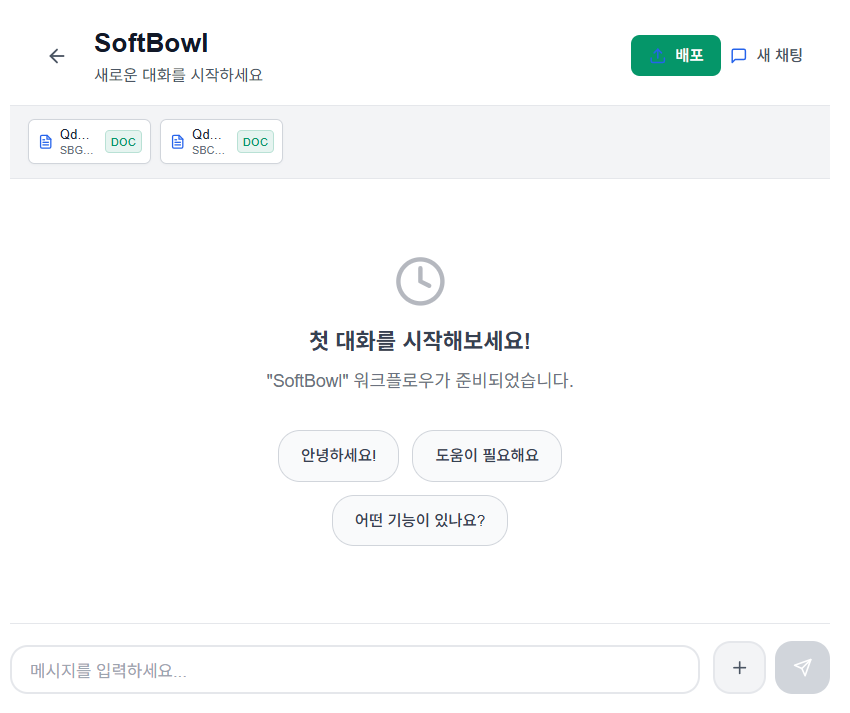 SoftBowl
새로운 대화를 시작하세요
배포
새 채팅
Qd...
SBG...
DOC
Qd...
SBC...
DOC
첫 대화를 시작해보세요!
"SoftBowl" 워크플로우가 준비되었습니다.
안녕하세요!
도움이 필요해요
어떤 기능이 있나요?
메시지를 입력하세요...